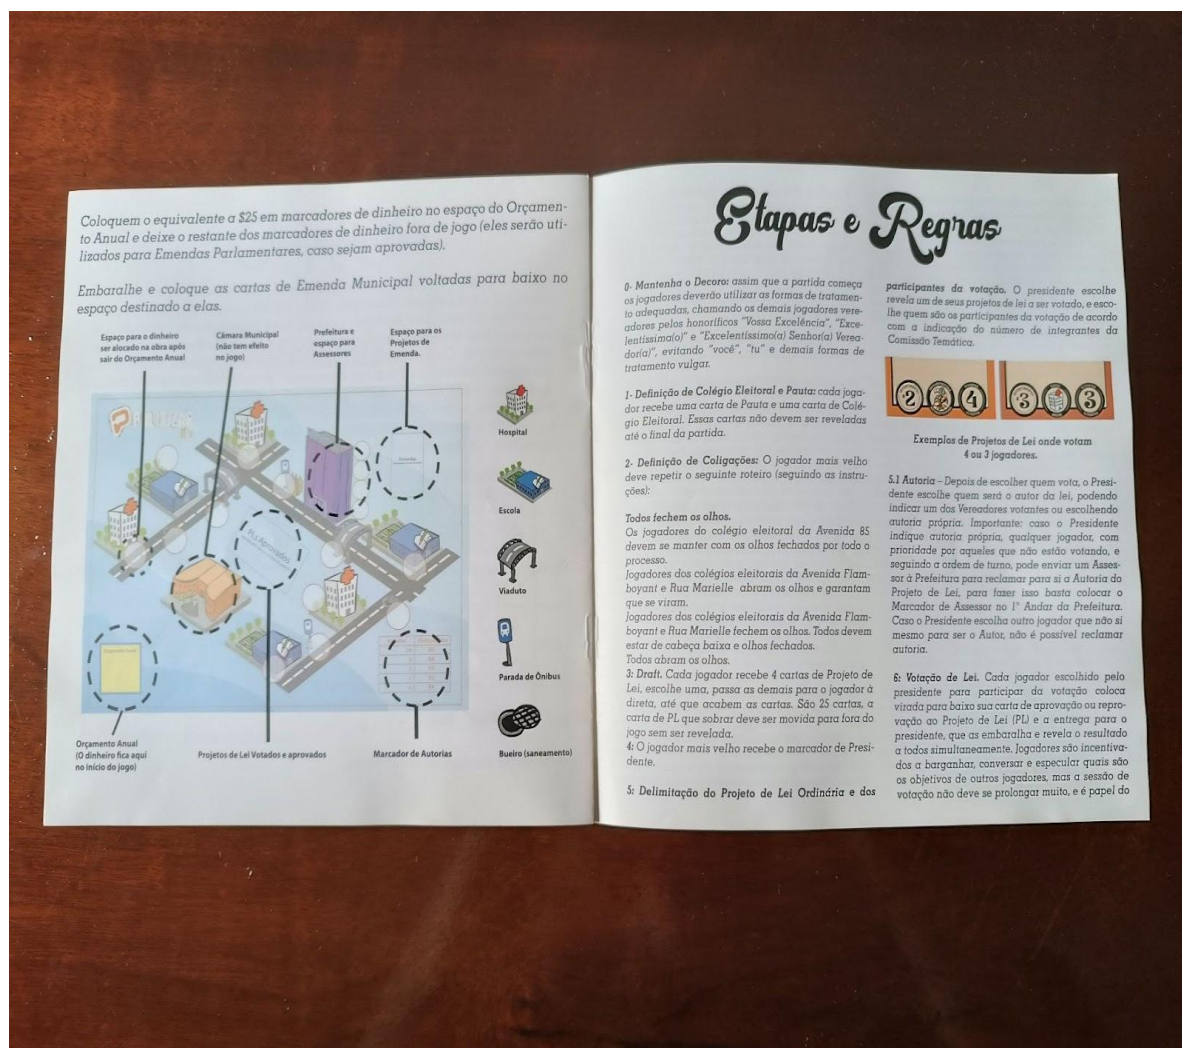 Coloquem o equivalente a $25 em marcadores de dinheiro no espaço do Orçamen-
to Anual e deixe o restante dos marcadores de dinheiro fora de jogo (eles serão uti-
lizados para Emendas Parlamentares, caso sejam aprovadas).
Embaralhe e coloque as cartas de Emenda Municipal voltadas para baixo no
espaço destinado a elas.
Espaço para o dinheiro
ser alocado na obra após
sair do Orçamento Anual
Câmara Municipal
(não tem efeito
no jogo)
Prefeitura e
espaço para
Assessores
Espaço para os
Projetos de
Emenda.
PLs Aprovados
Hospital
Escola
Viaduto
Parada de Ônibus
Bueiro (saneamento)
Orçamento Anual
(O dinheiro fica aqui
no início do jogo)
Projetos de Lei Votados e aprovados
Marcador de Autorias
Etapas e Regras
0- Mantenha o Decoro: assim que a partida começa
os jogadores deverão utilizar as formas de tratamen-
to adequadas, chamando os demais jogadores vere-
adores pelos honoríficos "Vossa Excelência", "Exce-
lentíssima(o)" e "Excelentíssimo(a) Senhor(a) Verea-
dor(a)", evitando "você", "tu" e demais formas de
tratamento vulgar.
1- Definição de Colégio Eleitoral e Pauta: cada joga-
dor recebe uma carta de Pauta e uma carta de Colé-
gio Eleitoral. Essas cartas não devem ser reveladas
até o final da partida.
2- Definição de Coligações: O jogador mais velho
deve repetir o seguinte roteiro (seguindo as instru-
ções):
Todos fechem os olhos.
Os jogadores do colégio eleitoral da Avenida 85
devem se manter com os olhos fechados por todo o
processo.
Jogadores dos colégios eleitorais da Avenida Flam-
boyant e Rua Marielle abram os olhos e garantam
que se viram.
Jogadores dos colégios eleitorais da Avenida Flam-
boyant e Rua Marielle fechem os olhos. Todos devem
estar de cabeça baixa e olhos fechados.
Todos abram os olhos.
3: Draft. Cada jogador recebe 4 cartas de Projeto de
Lei, escolhe uma, passa as demais para o jogador à
direta, até que acabem as cartas. São 25 cartas, a
carta de PL que sobrar deve ser movida para fora do
jogo sem ser revelada.
4: O jogador mais velho recebe o marcador de Presi-
dente.
5: Delimitação do Projeto de Lei Ordinária e dos
participantes da votação. O presidente escolhe
revela um de seus projetos de lei a ser votado, e esco-
lhe quem são os participantes da votação de acordo
com a indicação do número de integrantes da
Comissão Temática.
2 4 3 3
Exemplos de Projetos de Lei onde votam
4 ou 3 jogadores.
5.1 Autoria - Depois de escolher quem vota, o Presi-
dente escolhe quem será o autor da lei, podendo
indicar um dos Vereadores votantes ou escolhendo
autoria própria. Importante: caso o Presidente
indique autoria própria, qualquer jogador, com
prioridade por aqueles que não estão votando, e
seguindo a ordem de turno, pode enviar um Asses-
sor à Prefeitura para reclamar para si a Autoria do
Projeto de Lei, para fazer isso basta colocar o
Marcador de Assessor no 1° Andar da Prefeitura.
Caso o Presidente escolha outro jogador que não si
mesmo para ser o Autor, não é possível reclamar
autoria.
6: Votação de Lei. Cada jogador escolhido pelo
presidente para participar da votação coloca
virada para baixo sua carta de aprovação ou repro-
vação ao Projeto de Lei (PL) e a entrega para o
presidente, que as embaralha e revela o resultado
a todos simultaneamente. Jogadores são incentiva-
dos a barganhar, conversar e especular quais são
os objetivos de outros jogadores, mas a sessão de
votação não deve se prolongar muito, e é papel do